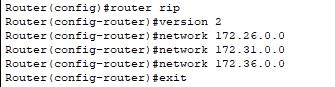 Router(config)#router rip
Router(config-router)#version 2
Router(config-router)#network 172.26.0.0
Router(config-router)#network 172.31.0.0
Router(config-router)#network 172.36.0.0
Router(config-router)#exit